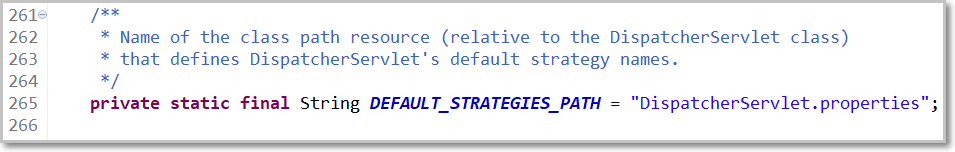 261 /**
262 * Name of the class path resource (relative to the DispatcherServlet class)
263 * that defines DispatcherServlet's default strategy names.
264 */
265 private static final String DEFAULT_STRATEGIES_PATH = "DispatcherServlet.properties";
266